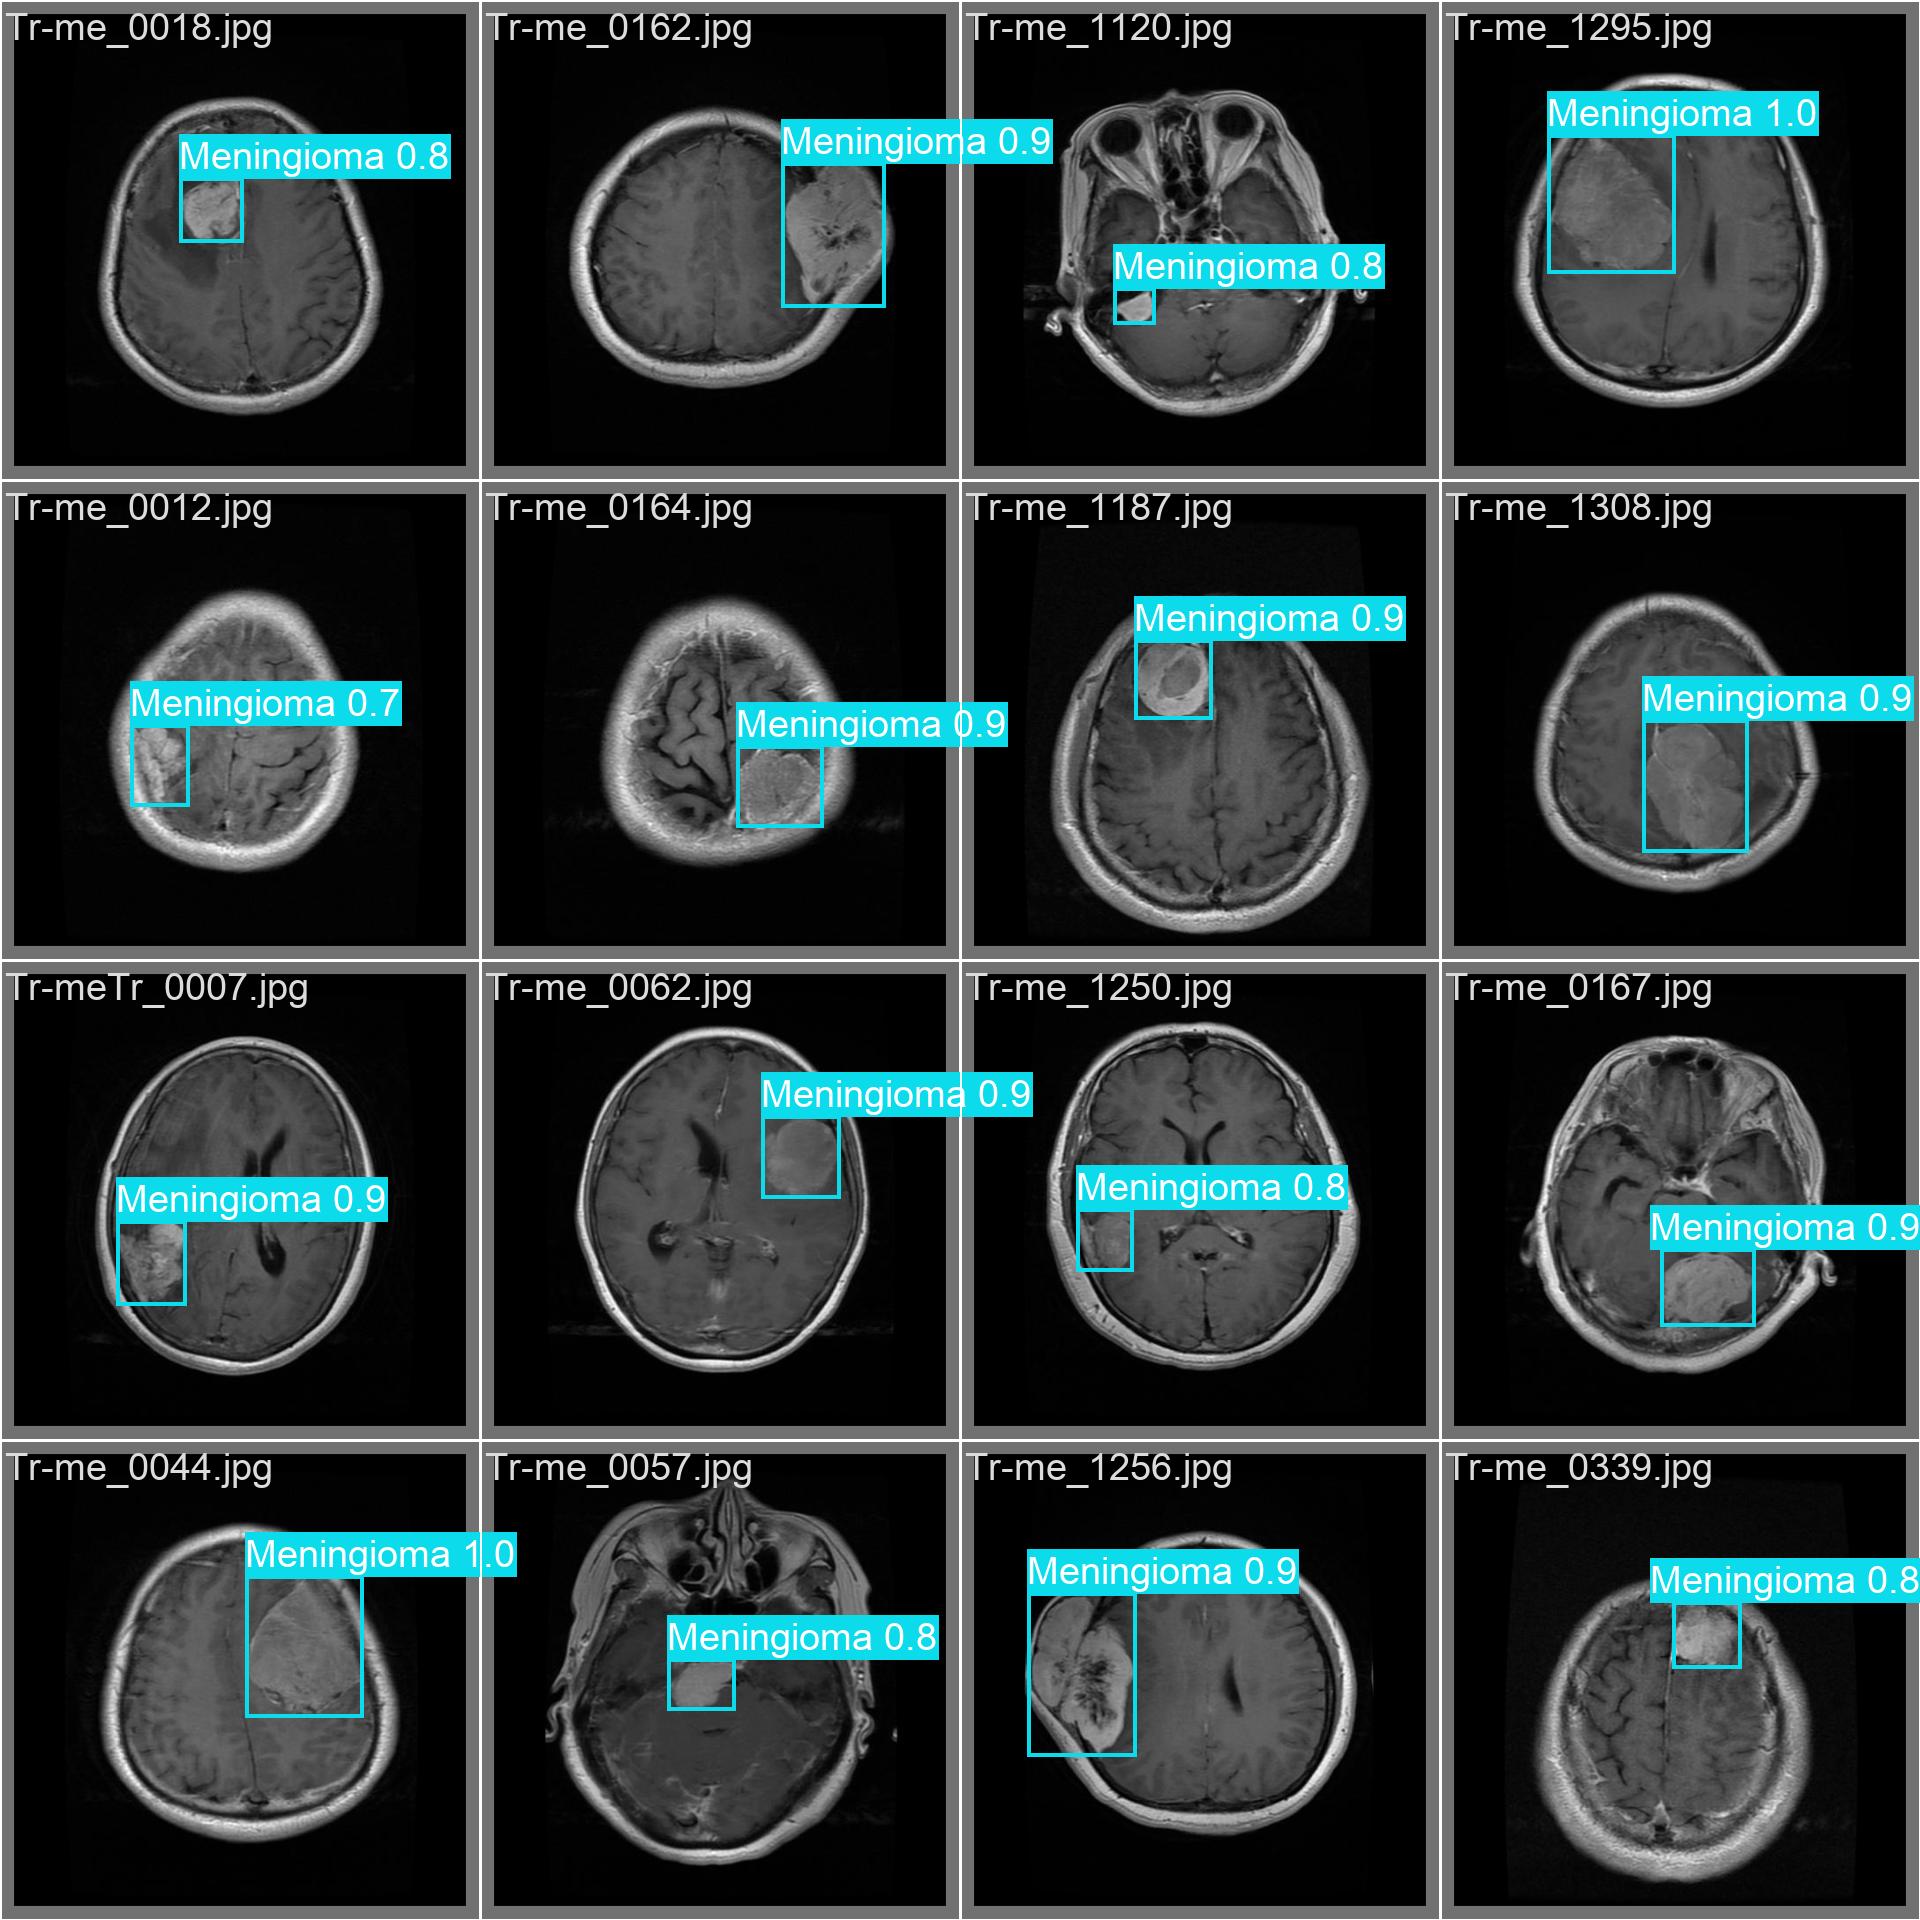 Tr-me_0018.jpg
Meningioma 0.8
Tr-me_0162.jpg
Meningioma 0.9
Tr-me_1120.jpg
Meningioma 0.8
Tr-me_1295.jpg
Meningioma 1.0
Tr-me_0012.jpg
Meningioma 0.7
Tr-me_0164.jpg
Meningioma 0.9
Tr-me_1187.jpg
Meningioma 0.9
Tr-me_1308.jpg
Meningioma 0.9
Tr-meTr_0007.jpg
Meningioma 0.9
Tr-me_0062.jpg
Meningioma 0.9
Tr-me_1250.jpg
Meningioma 0.8
Tr-me_0167.jpg
Meningioma 0.9
Tr-me_0044.jpg
Meningioma 1.0
Tr-me_0057.jpg
Meningioma 0.8
Tr-me_1256.jpg
Meningioma 0.9
Tr-me_0339.jpg
Meningioma 0.8